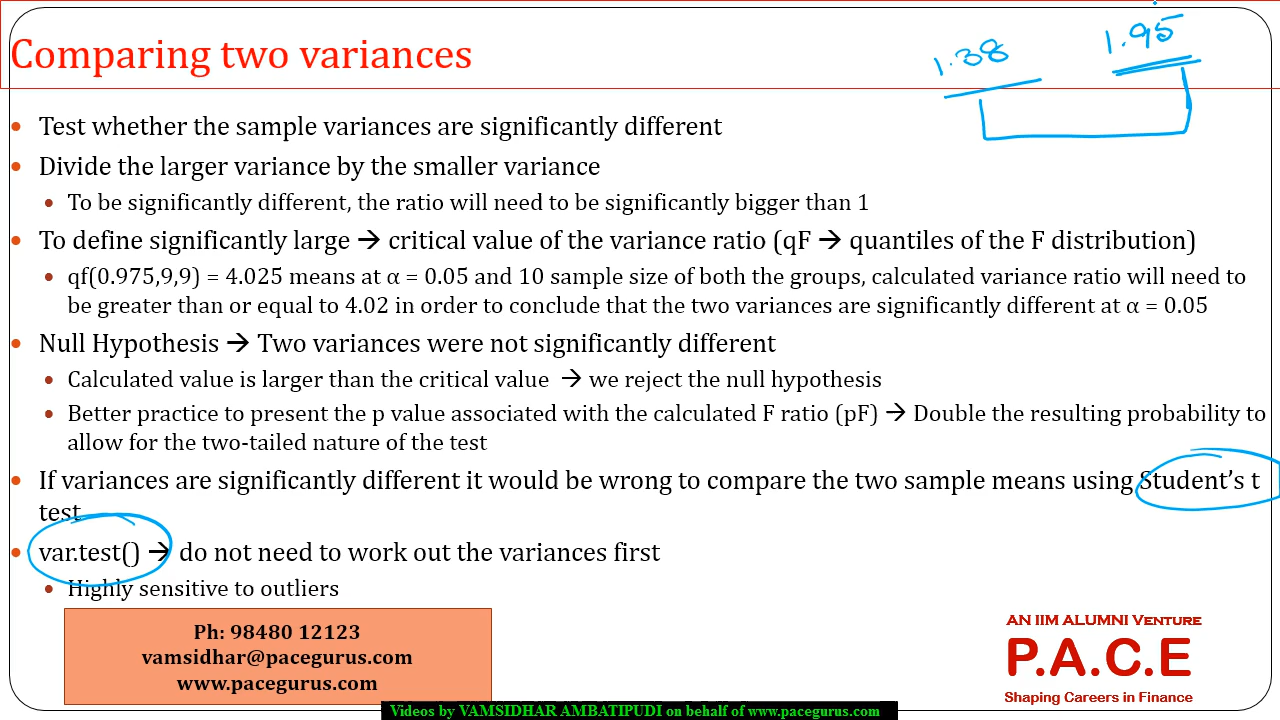 Comparing two variances
1.38
1.95
• Test whether the sample variances are significantly different
• Divide the larger variance by the smaller variance
• To be significantly different, the ratio will need to be significantly bigger than 1
• To define significantly large → critical value of the variance ratio (qF → quantiles of the F distribution)
• qf(0.975,9,9) = 4.025 means at α = 0.05 and 10 sample size of both the groups, calculated variance ratio will need to
be greater than or equal to 4.02 in order to conclude that the two variances are significantly different at α = 0.05
• Null Hypothesis → Two variances were not significantly different
• Calculated value is larger than the critical value → we reject the null hypothesis
• Better practice to present the p value associated with the calculated F ratio (pF) → Double the resulting probability to
allow for the two-tailed nature of the test
• If variances are significantly different it would be wrong to compare the two sample means using Student's t
test
• var.test() → do not need to work out the variances first
• Highly sensitive to outliers
Ph: 98480 12123
vamsidhar@pacegurus.com
www.pacegurus.com
AN IIM ALUMNI VENTURE
P.A.C.E
Shaping Careers in Finance
Videos by VAMSIDHAR AMBATIPUDI on behalf of www.pacegurus.com